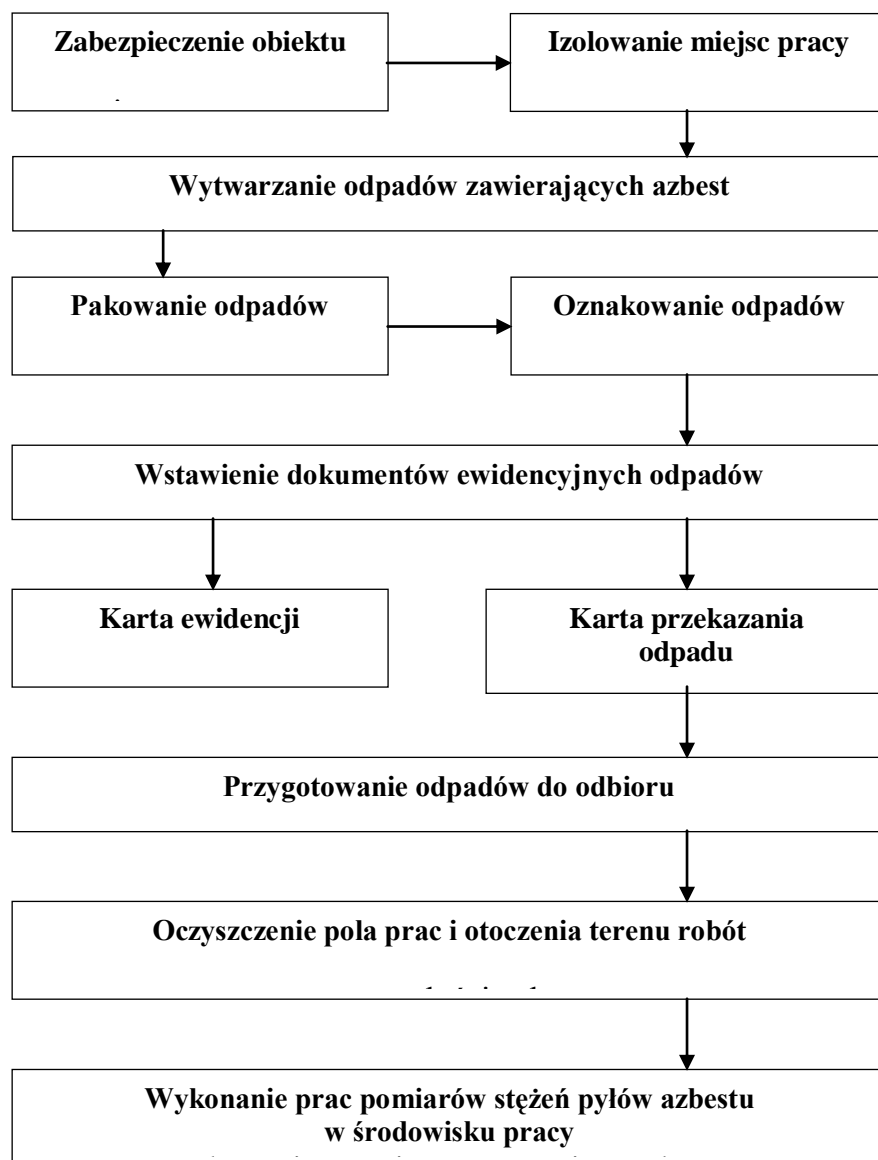 Zabezpieczenie obiektu
Izolowanie miejsc pracy
Wytwarzanie odpadów zawierających azbest
Pakowanie odpadów
Oznakowanie odpadów
Wstawienie dokumentów ewidencyjnych odpadów
Karta ewidencji
Karta przekazania
odpadu
Przygotowanie odpadów do odbioru
Oczyszczenie pola prac i otoczenia terenu robót
Wykonanie prac pomiarów stężeń pyłów azbestu
w środowisku pracy